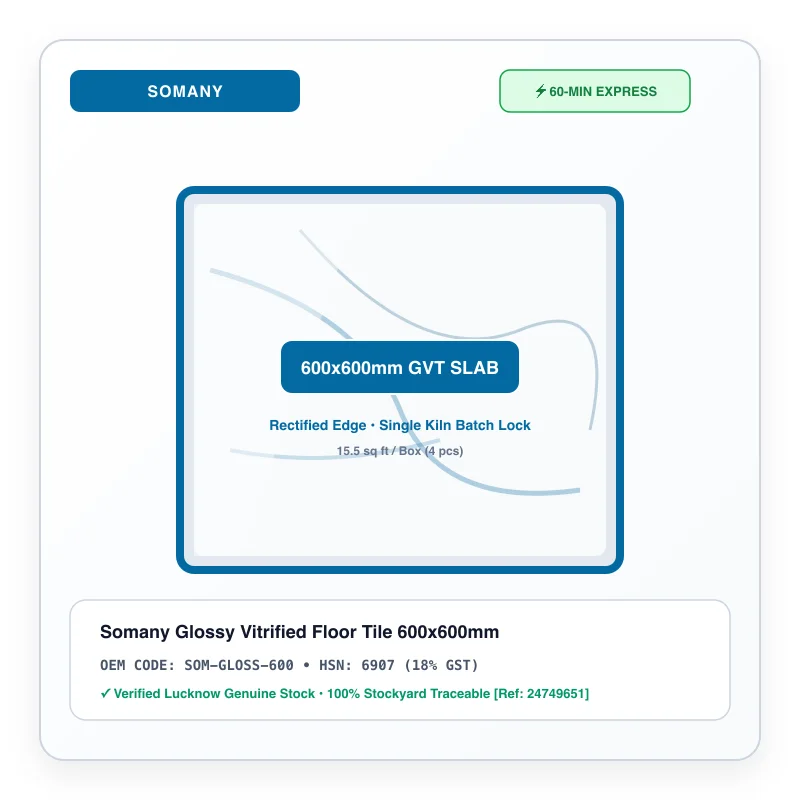 SOMANY
⚡ 60-MIN EXPRESS
600x600mm GVT SLAB
Rectified Edge • Single Kiln Batch Lock
15.5 sq ft / Box (4 pcs)
Somany Glossy Vitrified Floor Tile 600x600mm
OEM CODE: SOM-GLOSS-600 • HSN: 6907 (18% GST)
✓ Verified Lucknow Genuine Stock • 100% Stockyard Traceable [Ref: 24749651]